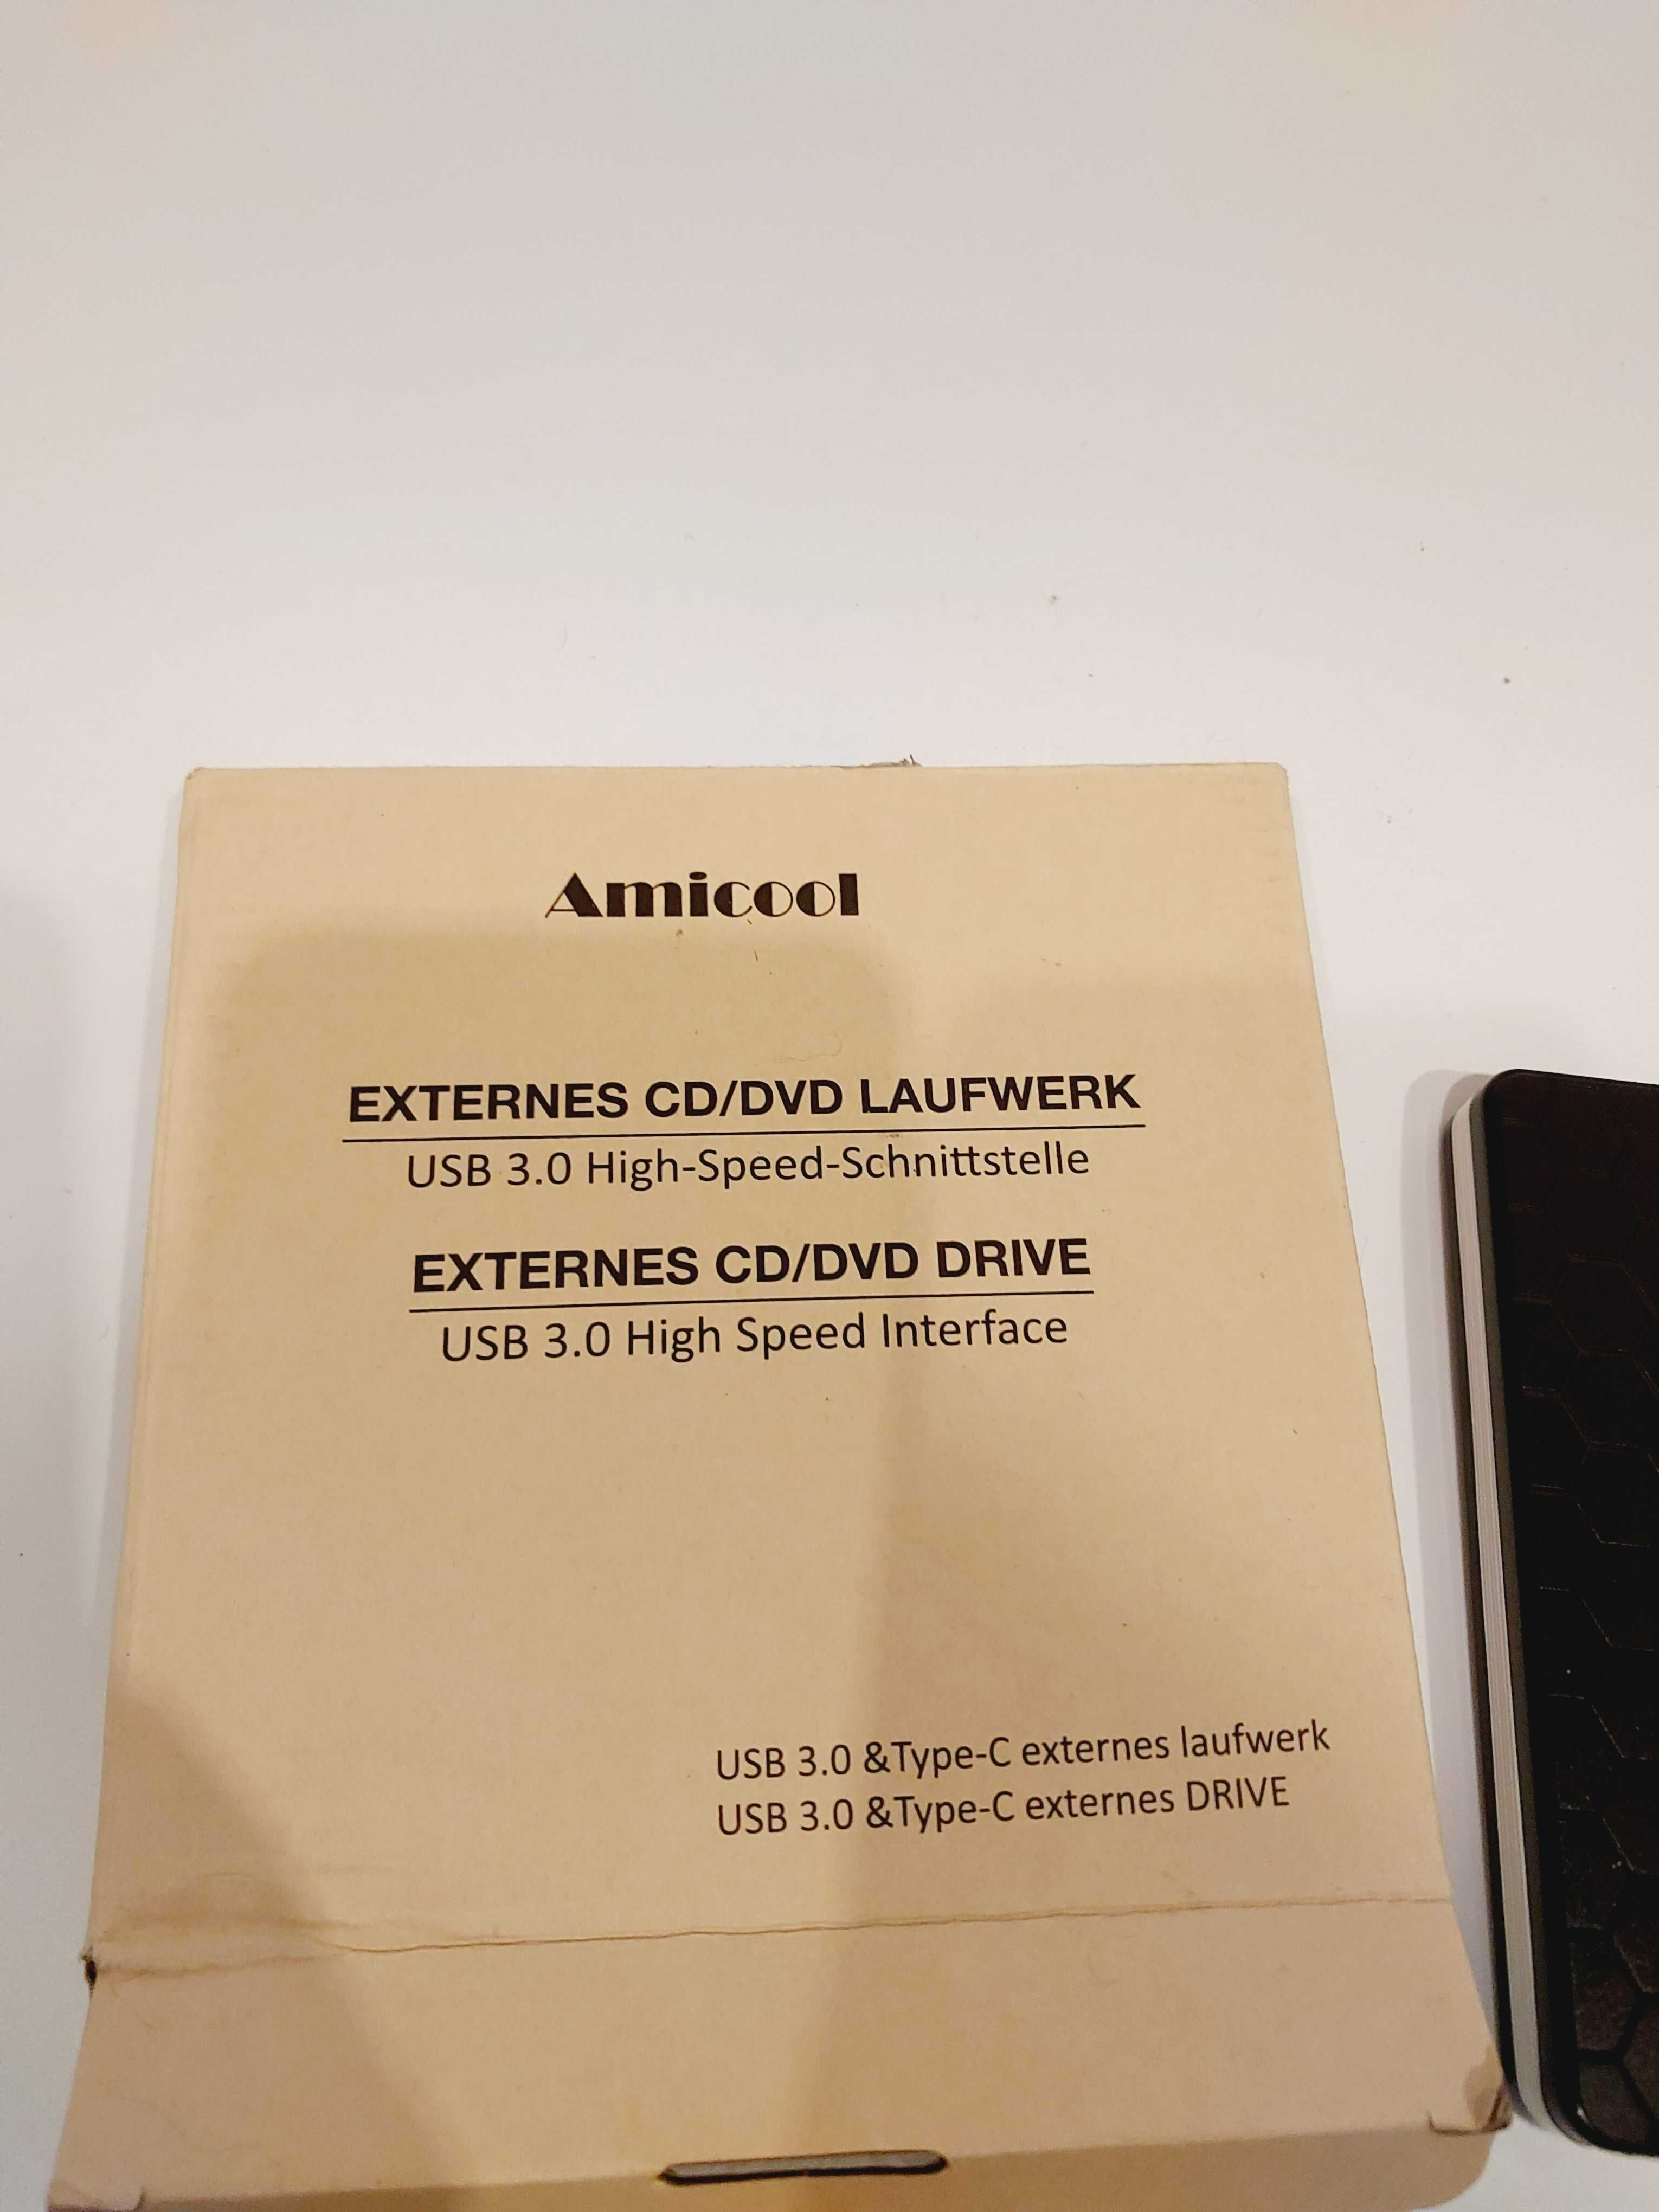 Amicool
EXTERNES CD/DVD LAUFWERK
USB 3.0 High-Speed-Schnittstelle
EXTERNES CD/DVD DRIVE
USB 3.0 High Speed Interface
USB 3.0 &Type-C externes laufwerk
USB 3.0 &Type-C externes DRIVE